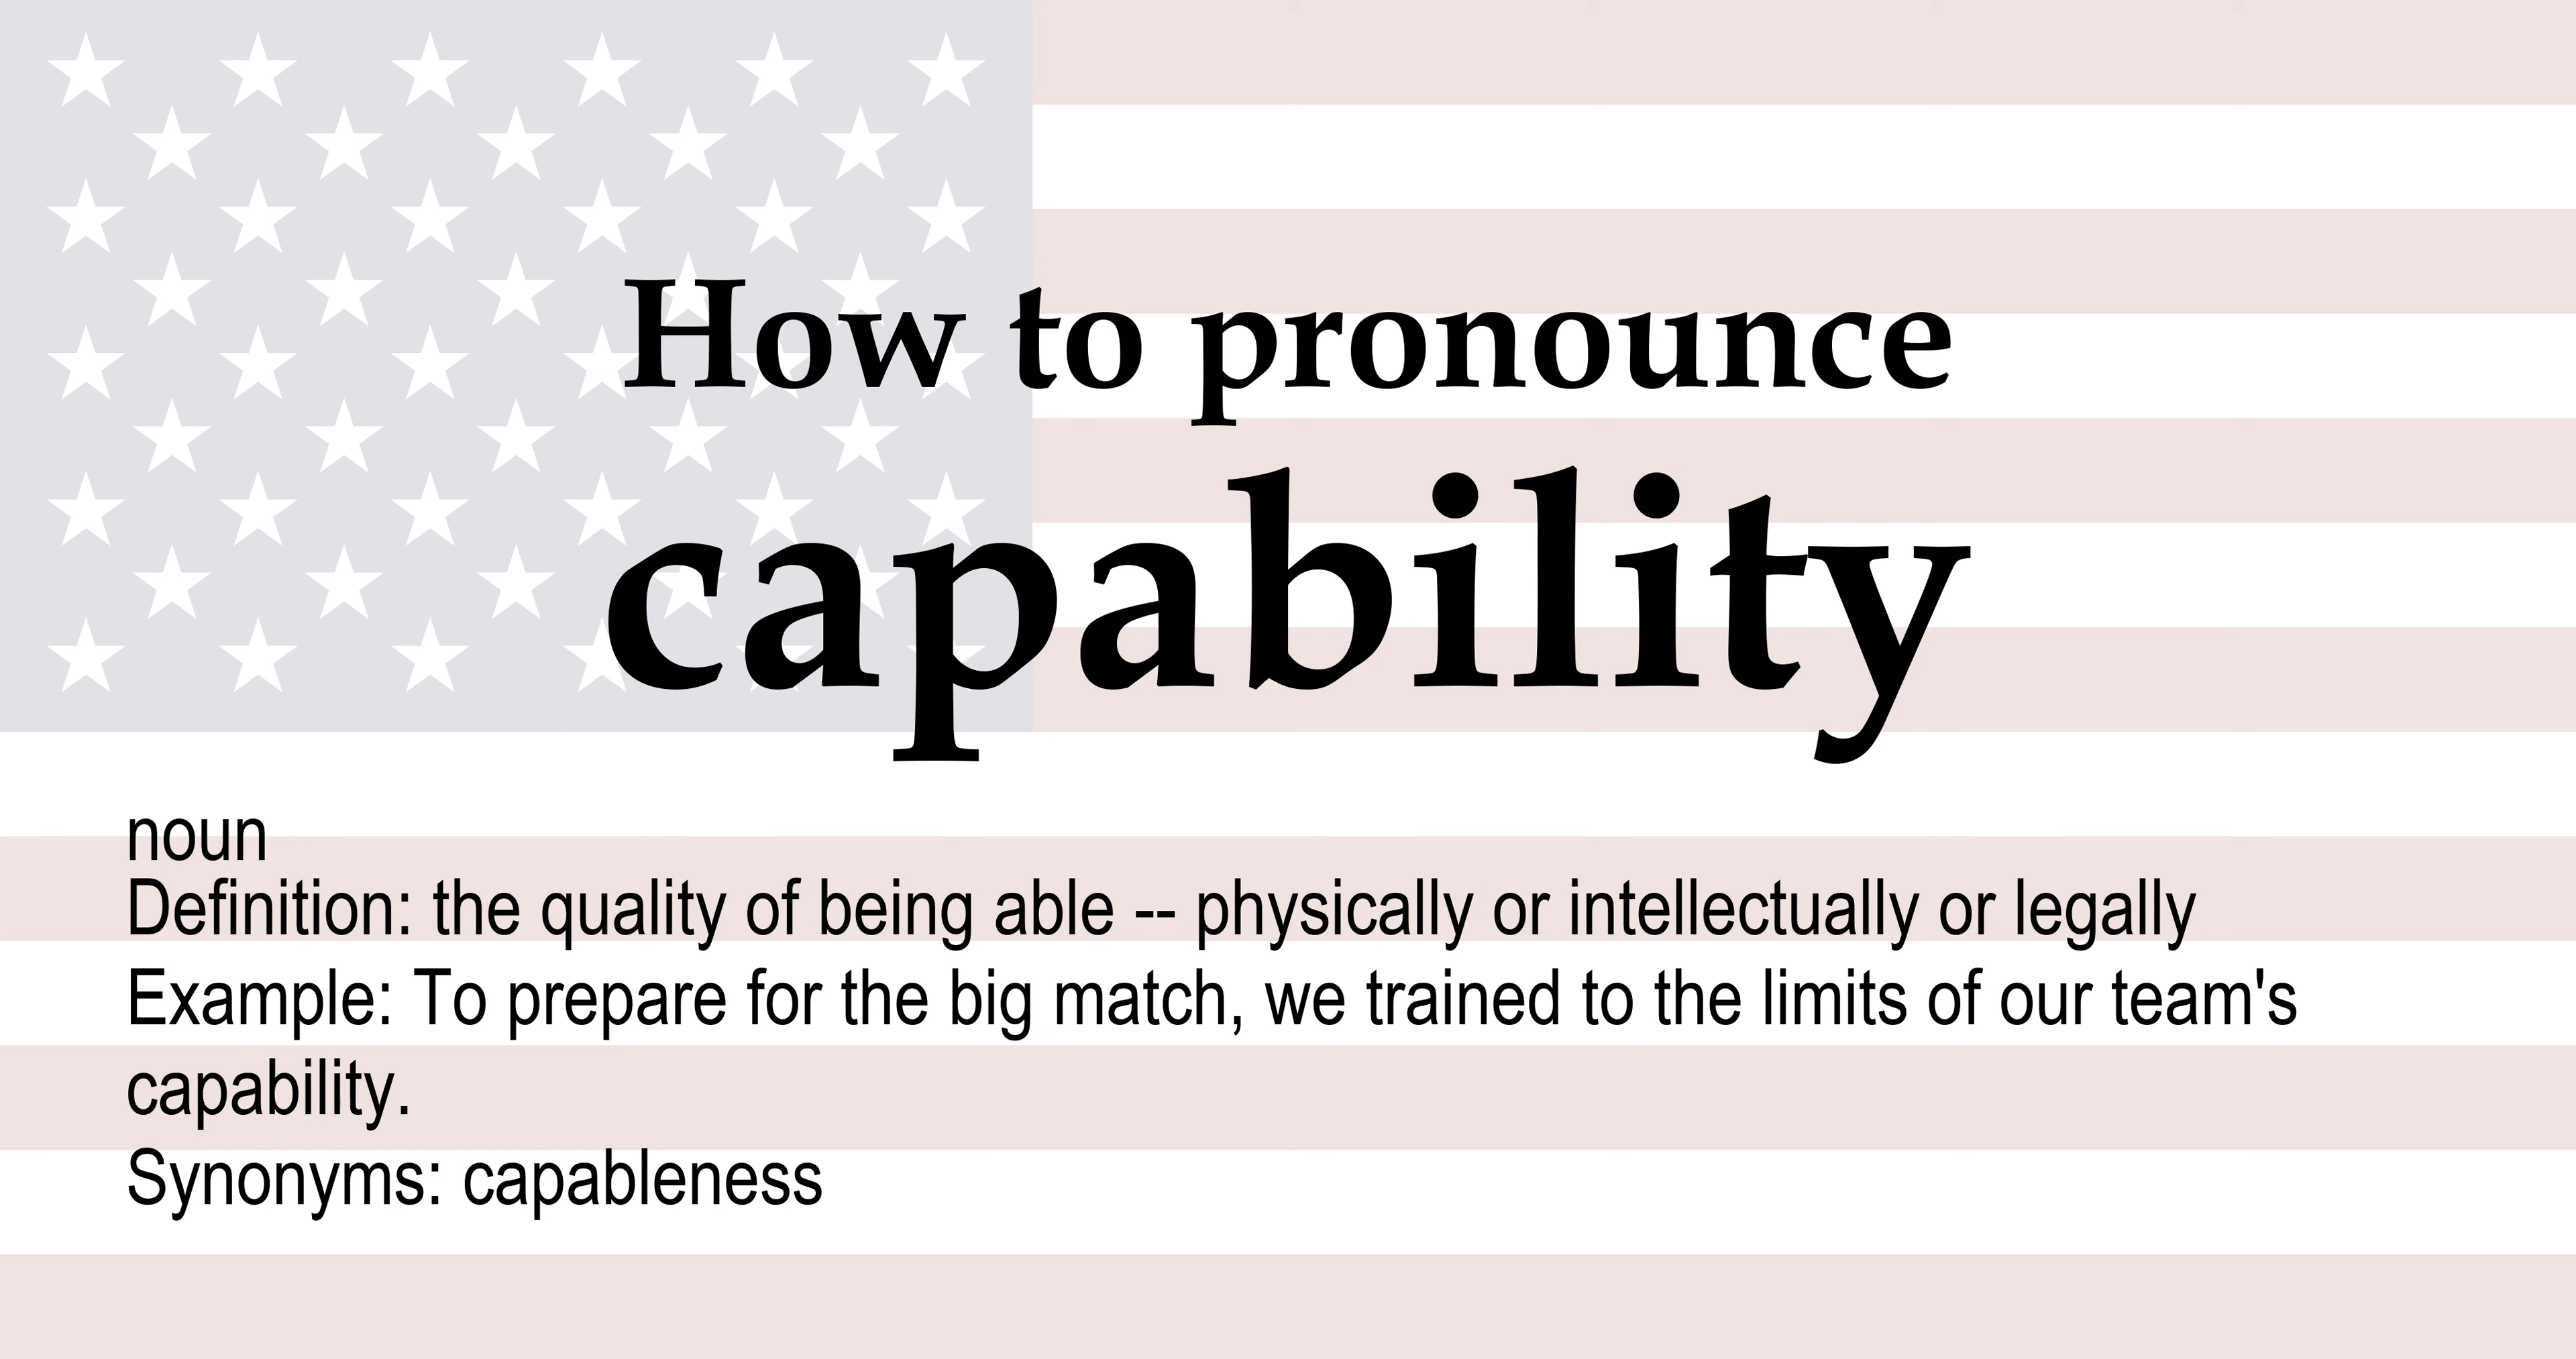 How to pronounce
capability
noun
Definition: the quality of being able -- physically or intellectually or legally
Example: To prepare for the big match, we trained to the limits of our team's
capability.
Synonyms: capableness